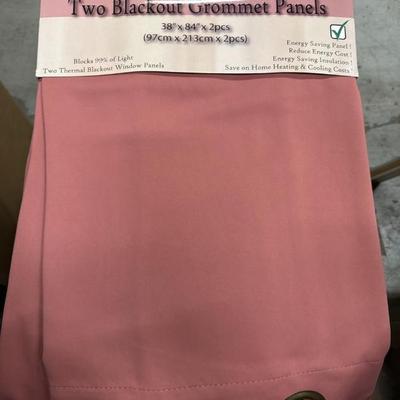 Two Blackout Grommet Panels
38" x 84" x 2pcs
(97cm x 213cm x 2pcs)
Blocks 99% of Light
Two Thermal Blackout Window Panels
Energy Saving Panel !
Reduce Energy Cost !
Energy Saving Insulation !
Save on Home Heating & Cooling Costs !